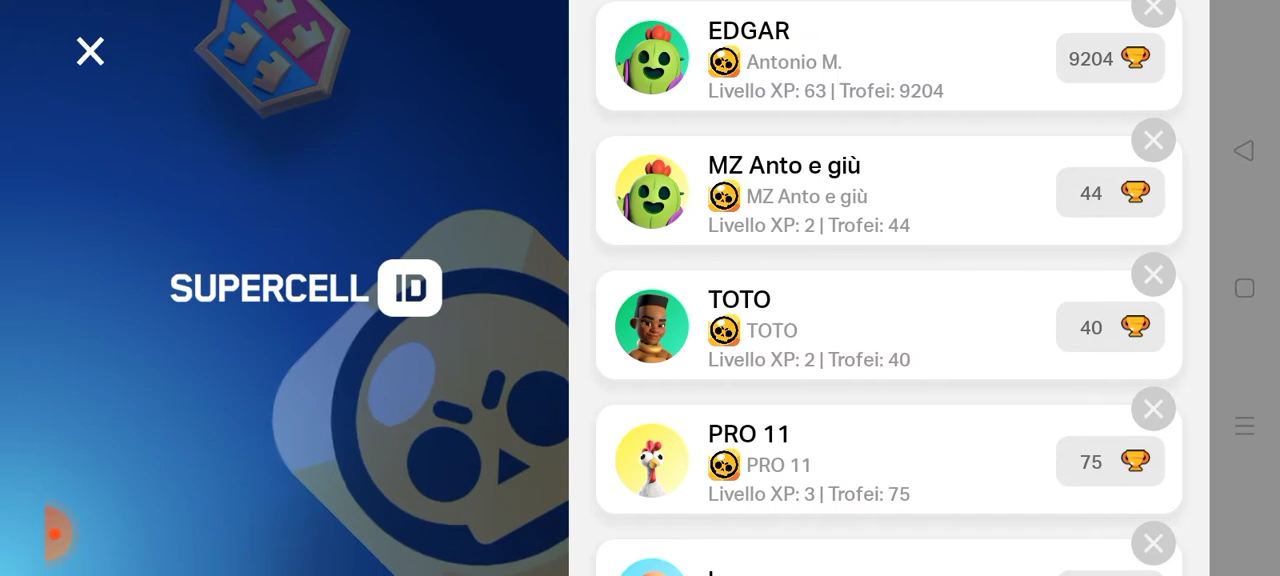 SUPERCELL ID
EDGAR
Antonio M.
Livello XP: 63 | Trofei: 9204
9204
MZ Anto e giù
MZ Anto e giù
Livello XP: 2 | Trofei: 44
44
TOTO
TOTO
Livello XP: 2 | Trofei: 40
40
PRO 11
PRO 11
Livello XP: 3 | Trofei: 75
75